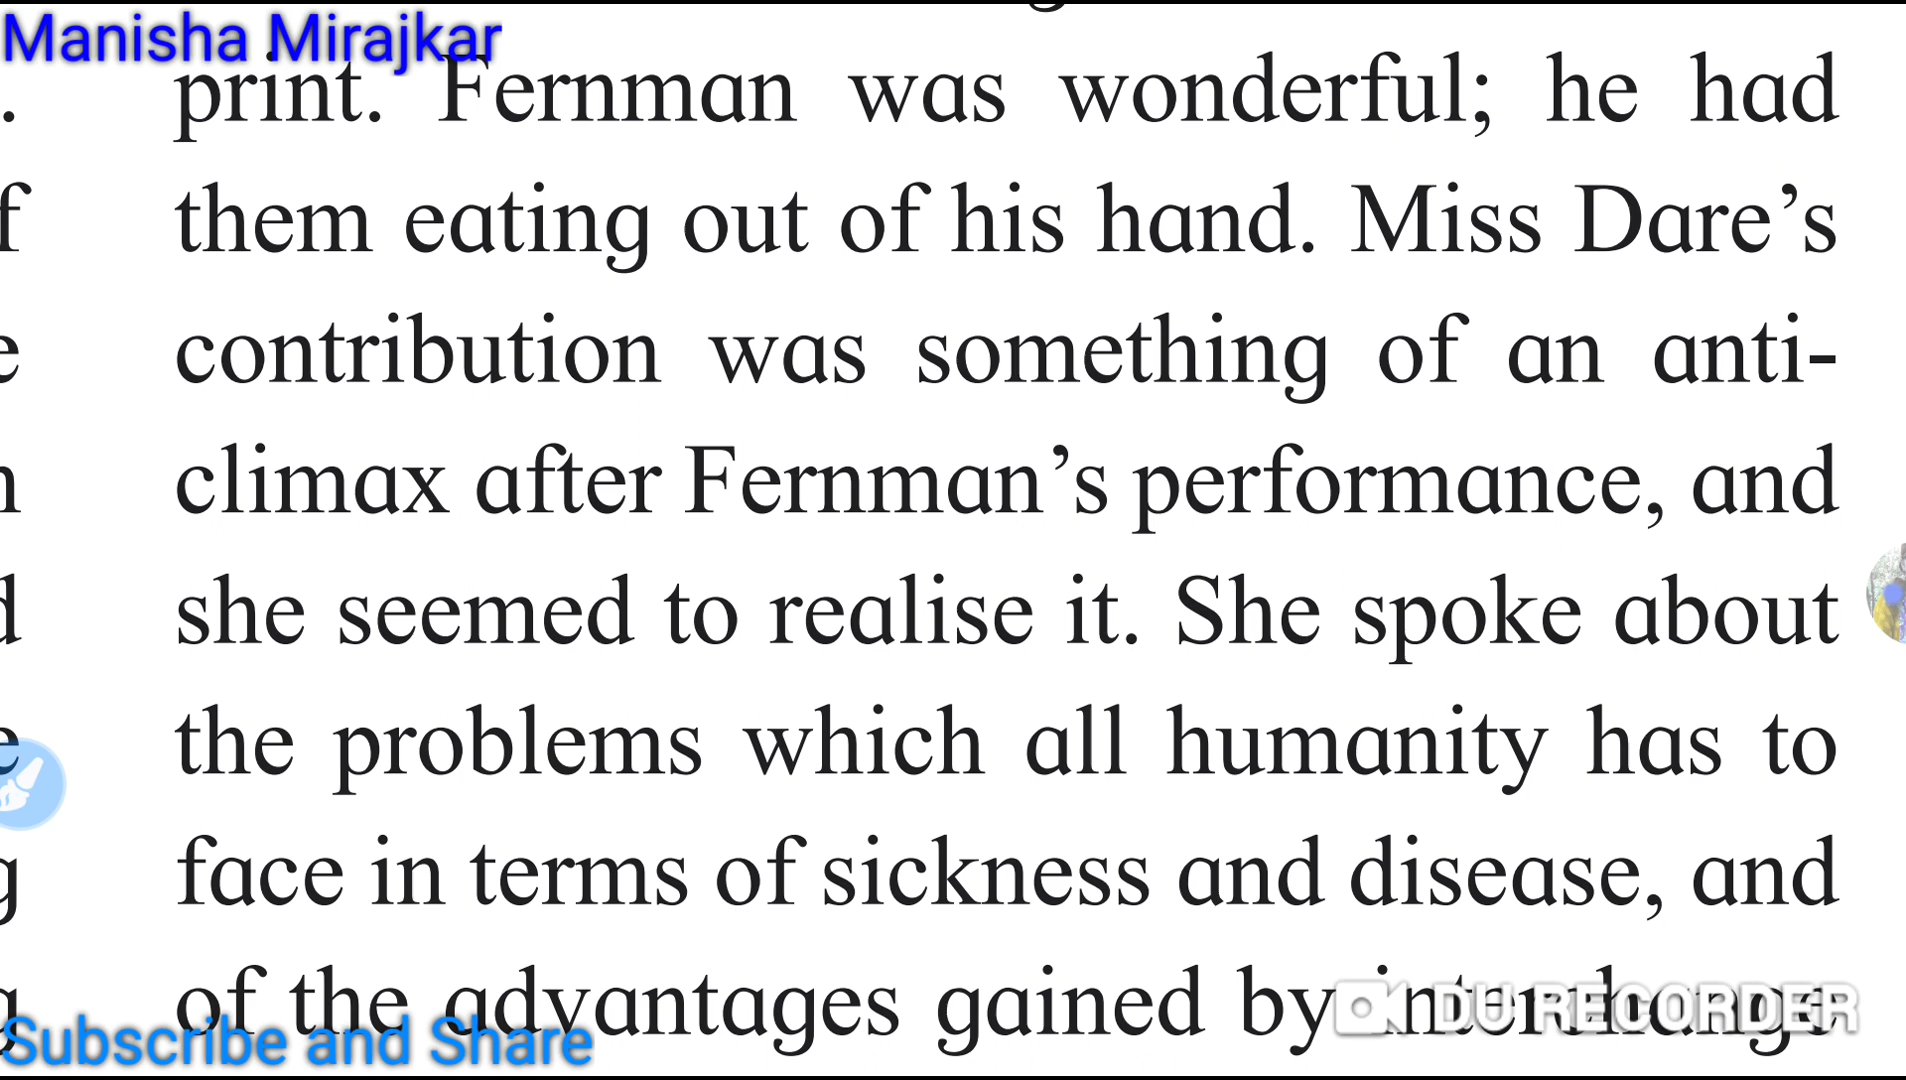 Manisha Mirajkar
print. Fernman was wonderful; he had
them eating out of his hand. Miss Dare’s
contribution was something of an anti-
climax after Fernman’s performance, and
she seemed to realise it. She spoke about
the problems which all humanity has to
face in terms of sickness and disease, and
of the advantages gained by interchange
DU RECORDER
Subscribe and Share